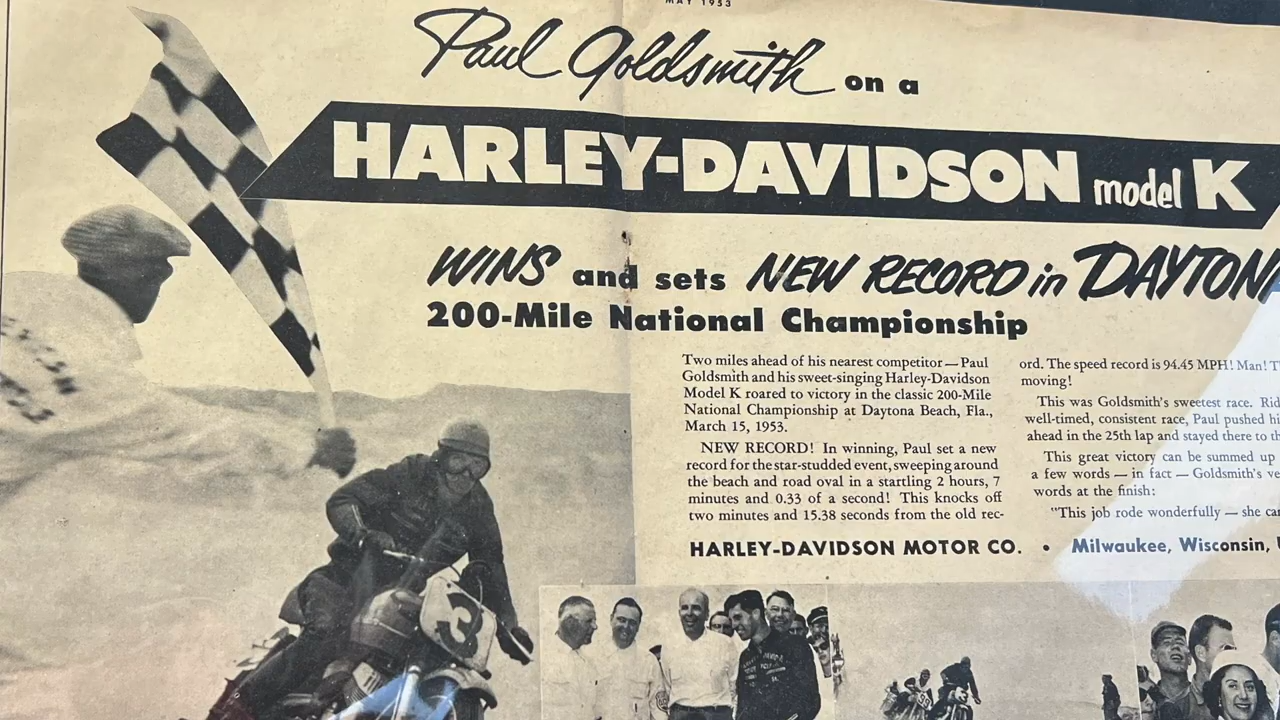 MAY 1953
Paul Goldsmith on a
HARLEY-DAVIDSON model K
WINS and sets NEW RECORD in DAYTON
200-Mile National Championship
Two miles ahead of his nearest competitor — Paul
Goldsmith and his sweet-singing Harley-Davidson
Model K roared to victory in the classic 200-Mile
National Championship at Daytona Beach, Fla.,
March 15, 1953.
NEW RECORD! In winning, Paul set a new
record for the star-studded event, sweeping around
the beach and road oval in a startling 2 hours, 7
minutes and 0.33 of a second! This knocks off
two minutes and 15.38 seconds from the old rec-
ord. The speed record is 94.45 MPH! Man!
moving!
This was Goldsmith's sweetest race.
well-timed, consistent race, Paul pushed
ahead in the 25th lap and stayed there to
This great victory can be summed up
a few words — in fact — Goldsmith's
words at the finish:
"This job rode wonderfully — she
HARLEY-DAVIDSON MOTOR CO. • Milwaukee, Wisconsin,
3